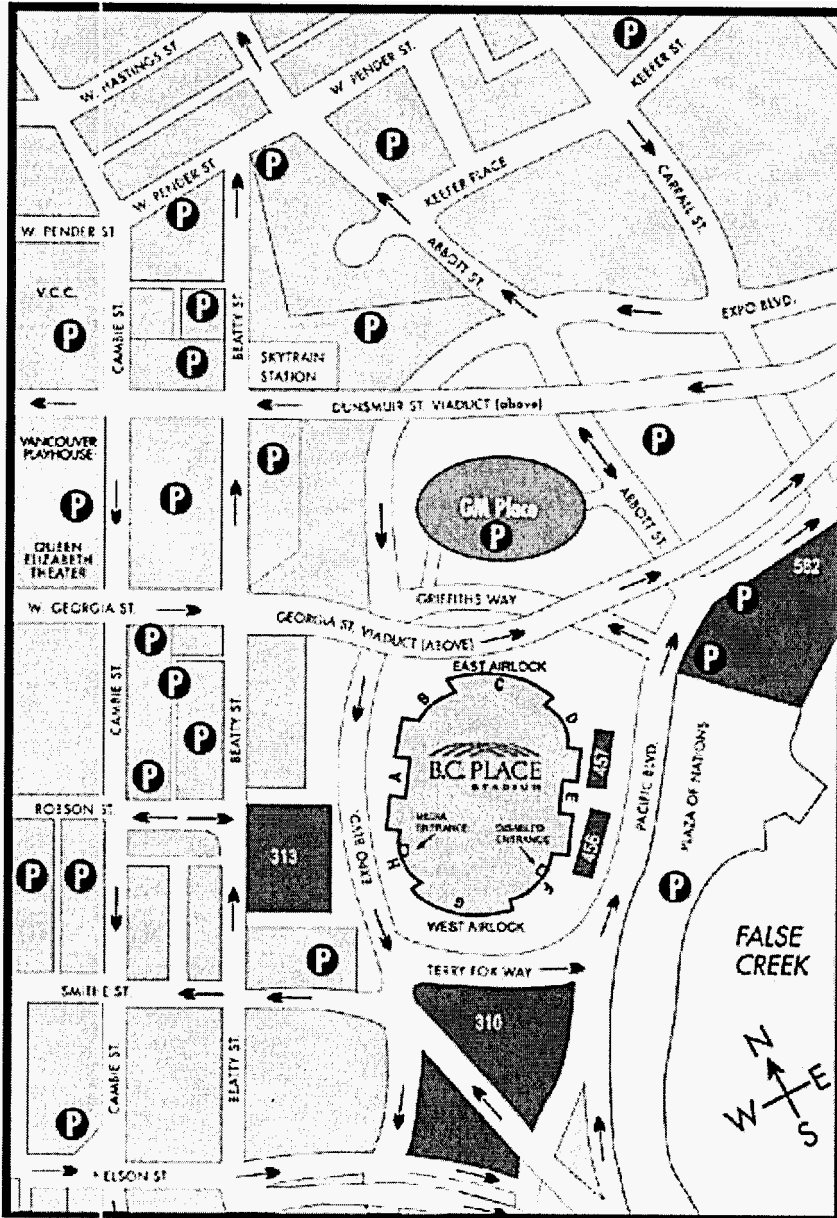 W. HASTINGS ST.
W. PENDER ST.
P
KEEFER ST.
P
P
W. PENDER ST.
P
KEEFER PLACE
CARRALL ST.
W. PENDER ST.
ABBOTT ST.
V.C.C.
P
CAMBIE ST.
P
BEATTY ST.
P
P
EXPO BLVD.
SKYTRAIN
STATION
DUNSMUIR ST. VIADUCT (above)
VANCOUVER
PLAYHOUSE
P
P
P
P
GM Place
P
ABBOTT ST.
QUEEN
ELIZABETH
THEATER
582
P
P
W. GEORGIA ST.
GRIFFITHS WAY
GEORGIA ST. VIADUCT (ABOVE)
EAST AIRLOCK
P
P
P
P
CAMBIE ST.
BEATTY ST.
A
B
C
D
E
F
G
H
B.C. PLACE
STADIUM
MEDIA
ENTRANCE
DISABLED
ENTRANCE
457
456
PACIFIC BLVD.
PLAZA OF NATIONS
P
ROBSON ST.
EXPO BLVD.
313
P
P
WEST AIRLOCK
P
TERRY FOX WAY
FALSE
CREEK
SMITHE ST.
310
CAMBIE ST.
BEATTY ST.
P
N
W
E
S
ELSON ST.